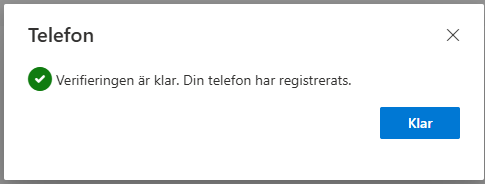 Telefon
Verifieringen är klar. Din telefon har registrerats.
Klar